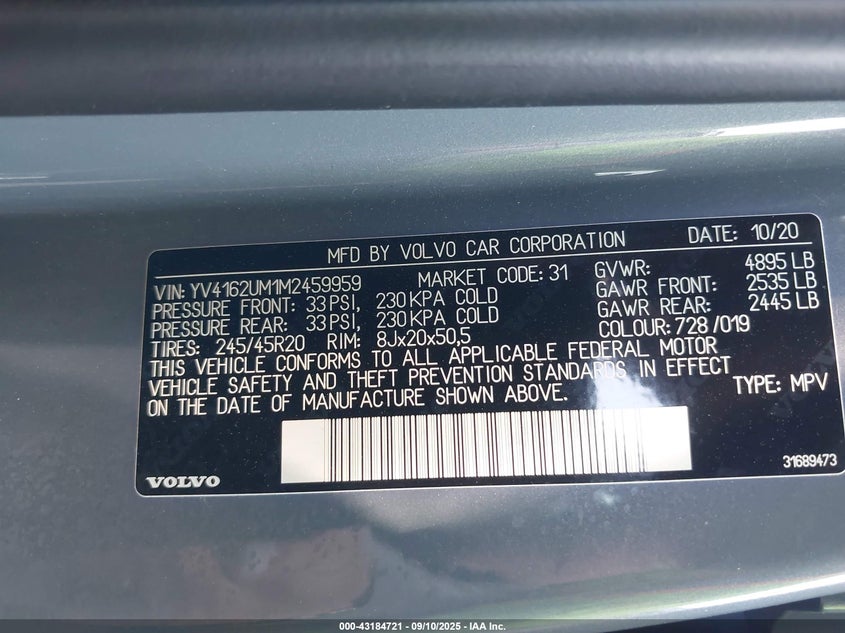 MFD BY VOLVO CAR CORPORATION DATE: 10/20
VIN: YV4162UM1M2459959 MARKET CODE: 31 GVWR: 4895 LB
PRESSURE FRONT: 33 PSI, 230 KPA COLD GAWR FRONT: 2535 LB
PRESSURE REAR: 33 PSI, 230 KPA COLD GAWR REAR: 2445 LB
TIRES: 245/45R20 RIM: 8Jx20x50,5 COLOUR: 728 /019
THIS VEHICLE CONFORMS TO ALL APPLICABLE FEDERAL MOTOR
VEHICLE SAFETY AND THEFT PREVENTION STANDARDS IN EFFECT
ON THE DATE OF MANUFACTURE SHOWN ABOVE. TYPE: MPV
VOLVO 31689473
000-43184721 - 09/10/2025 - IAA Inc.